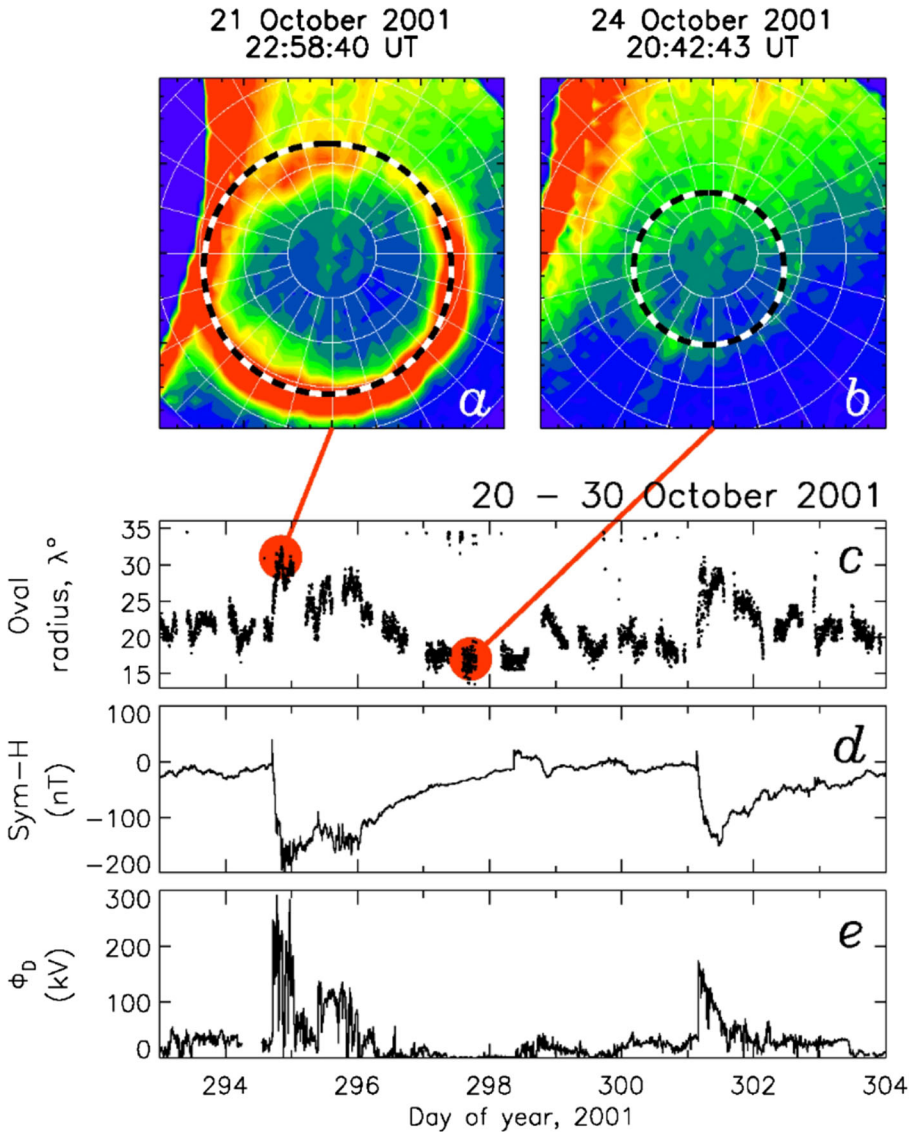 21 October 2001
22:58:40 UT
24 October 2001
20:42:43 UT
a
b
20 – 30 October 2001
Oval
radius, λ°
35
30
25
20
15
c
Sym–H
(nT)
100
0
−100
−200
d
Φ_D
(kV)
300
200
100
0
e
294 296 298 300 302 304
Day of year, 2001